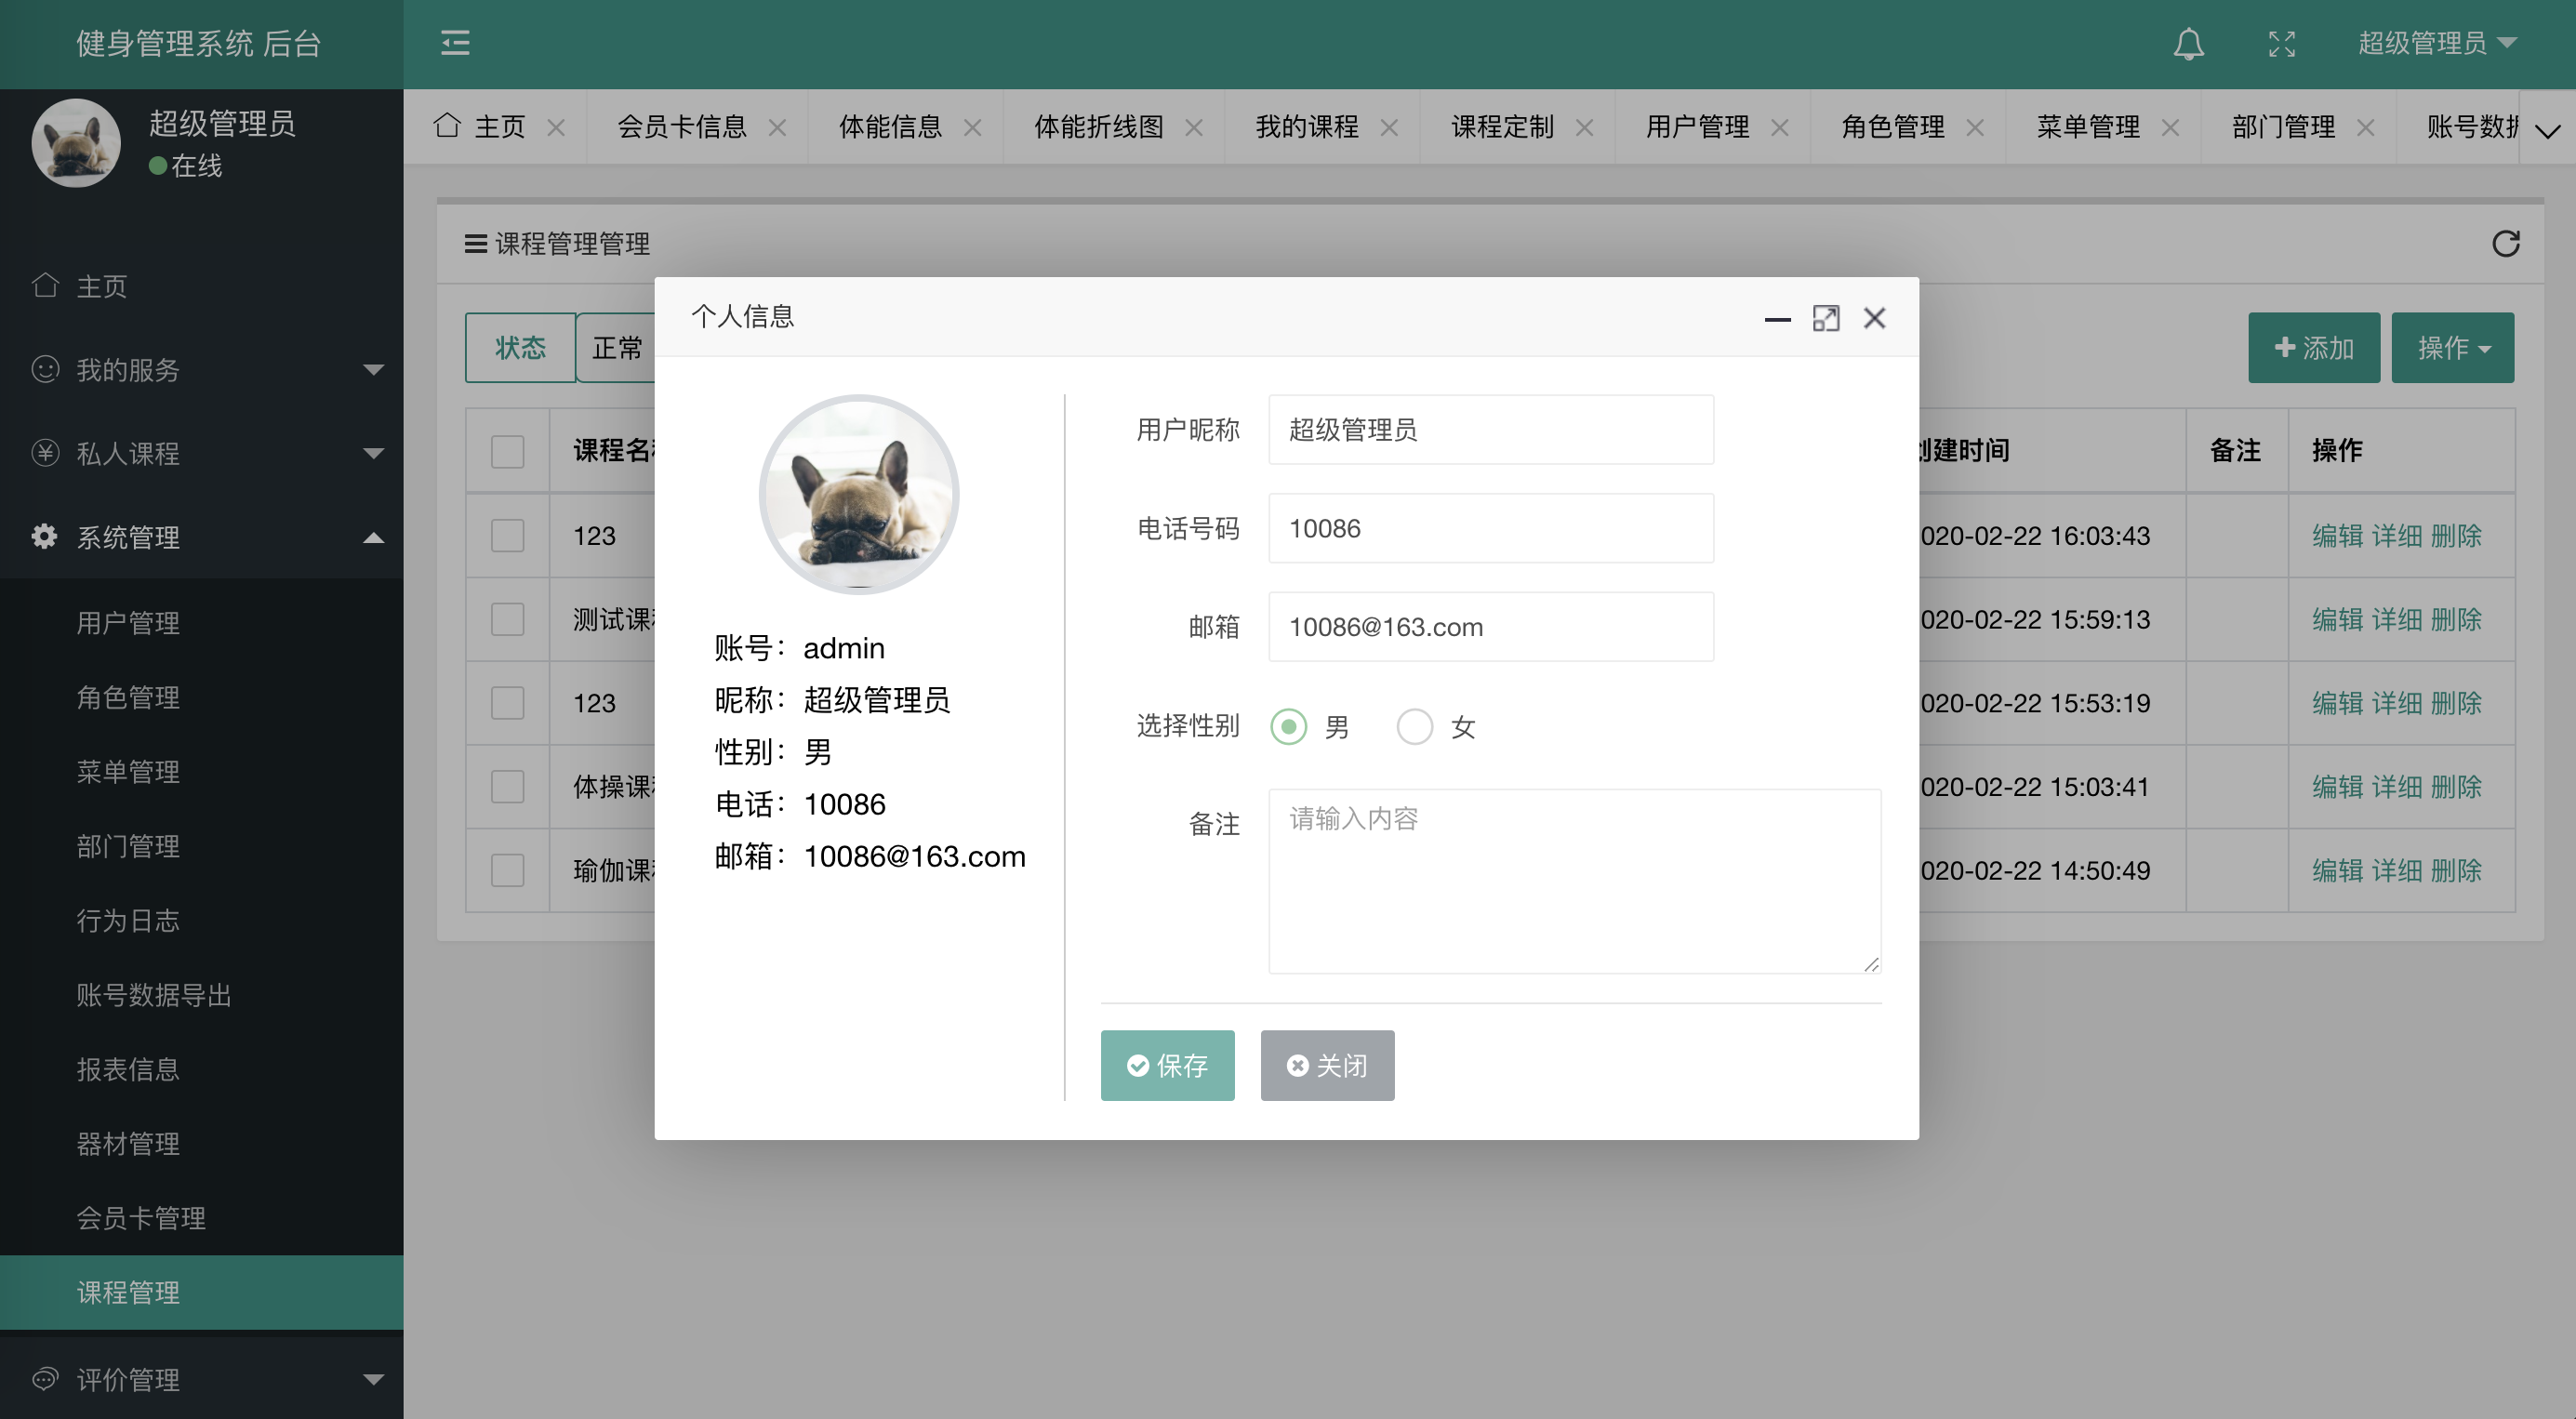 健身管理系统 后台
超级管理员
超级管理员
在线
主页
我的服务
私人课程
系统管理
用户管理
角色管理
菜单管理
部门管理
行为日志
账号数据导出
报表信息
器材管理
会员卡管理
课程管理
评价管理
主页 会员卡信息 体能信息 体能折线图 我的课程 课程定制 用户管理 角色管理 菜单管理 部门管理 账号数据
课程管理管理
状态 正常 添加 操作
课程名 创建时间 备注 操作
123 020-02-22 16:03:43 编辑 详细 删除
测试课 020-02-22 15:59:13 编辑 详细 删除
123 020-02-22 15:53:19 编辑 详细 删除
体操课 020-02-22 15:03:41 编辑 详细 删除
瑜伽课 020-02-22 14:50:49 编辑 详细 删除
个人信息
账号：admin
昵称：超级管理员
性别：男
电话：10086
邮箱：10086@163.com
用户昵称 超级管理员
电话号码 10086
邮箱 10086@163.com
选择性别 男 女
备注 请输入内容
保存 关闭